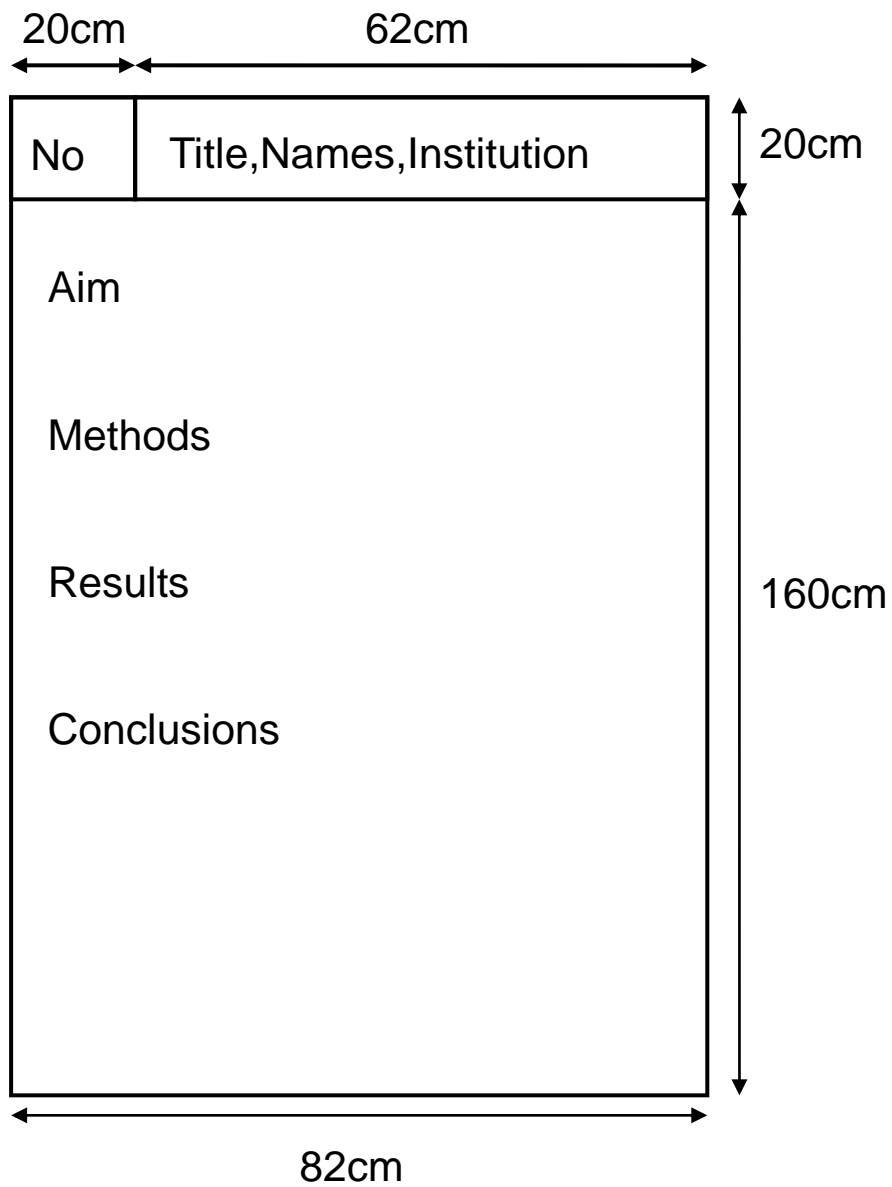 20cm 62cm
No Title,Names,Institution 20cm
Aim
Methods
Results
160cm
Conclusions
82cm